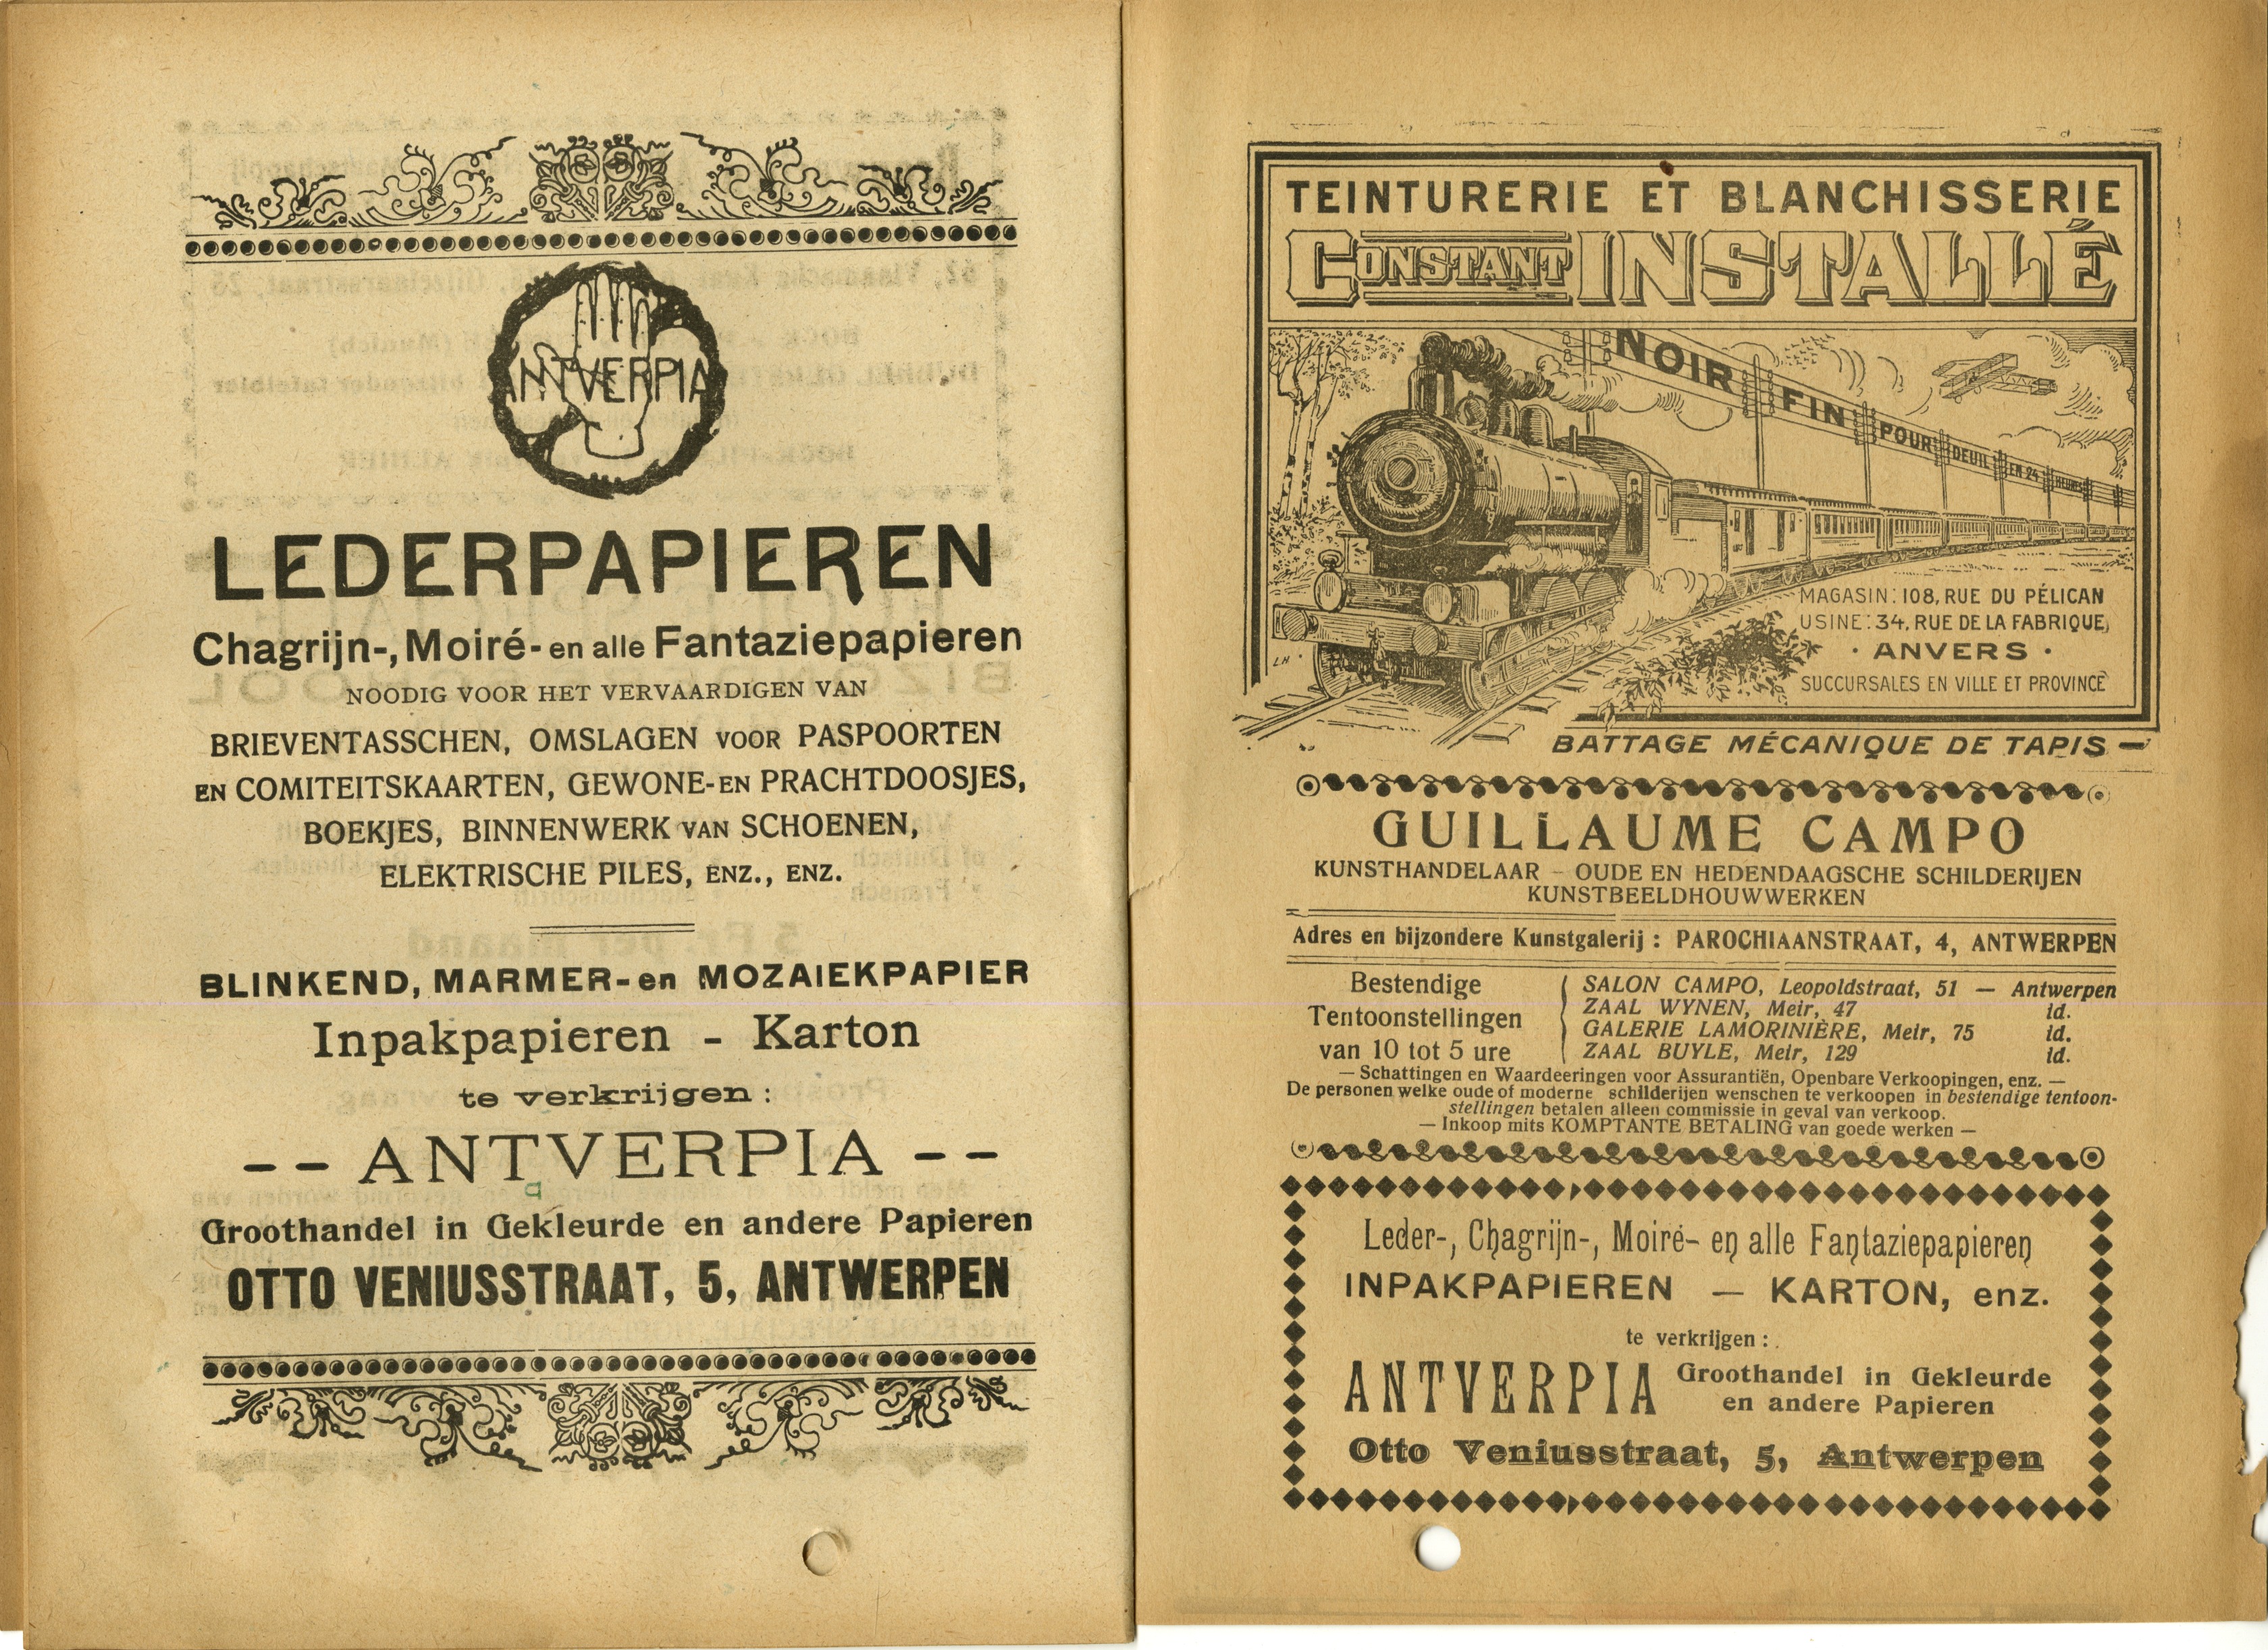 ANTVERPIA
LEDERPAPIEREN
Chagrijn-, Moiré- en alle Fantaziepapieren
NOODIG VOOR HET VERVAARDIGEN VAN
BRIEVENTASSCHEN, OMSLAGEN VOOR PASPOORTEN
EN COMITEITSKAARTEN, GEWONE- EN PRACHTDOOSJES,
BOEKJES, BINNENWERK VAN SCHOENEN,
ELEKTRISCHE PILES, ENZ., ENZ.
BLINKEND, MARMER- en MOZAIEKPAPIER
Inpakpapieren - Karton
te verkrijgen :
-- ANTVERPIA --
Groothandel in Gekleurde en andere Papieren
OTTO VENIUSSTRAAT, 5, ANTWERPEN
TEINTURERIE ET BLANCHISSERIE
CONSTANT INSTALLÉ
NOIR FIN POUR DEUIL EN 24 HEURES
MAGASIN : 108, RUE DU PÉLICAN
USINE : 34, RUE DE LA FABRIQUE,
· ANVERS ·
SUCCURSALES EN VILLE ET PROVINCE
LH
BATTAGE MÉCANIQUE DE TAPIS —
GUILLAUME CAMPO
KUNSTHANDELAAR – OUDE EN HEDENDAAGSCHE SCHILDERIJEN
KUNSTBEELDHOUWWERKEN
Adres en bijzondere Kunstgalerij : PAROCHIAANSTRAAT, 4, ANTWERPEN
Bestendige
Tentoonstellingen
van 10 tot 5 ure
SALON CAMPO, Leopoldstraat, 51 — Antwerpen
ZAAL WYNEN, Meir, 47 id.
GALERIE LAMORINIÈRE, Meir, 75 id.
ZAAL BUYLE, Meir, 129 id.
— Schattingen en Waardeeringen voor Assurantiën, Openbare Verkoopingen, enz. —
De personen welke oude of moderne schilderijen wenschen te verkoopen in bestendige tentoon-
stellingen betalen alleen commissie in geval van verkoop.
— Inkoop mits KOMPTANTE BETALING van goede werken —
Leder-, Chagrijn-, Moiré- en alle Fantaziepapieren
INPAKPAPIEREN — KARTON, enz.
te verkrijgen :
ANTVERPIA Groothandel in Gekleurde
en andere Papieren
Otto Veniusstraat, 5, Antwerpen